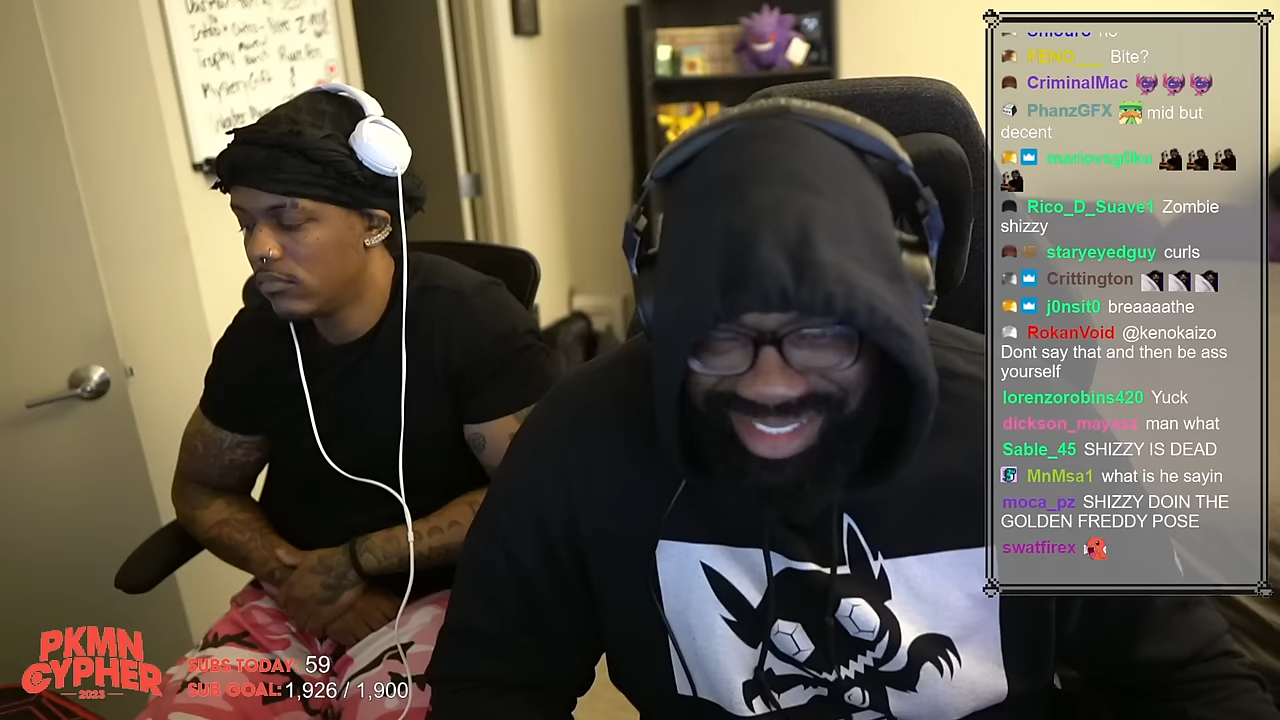 FENO___ Bite?
CriminalMac
PhanzGFX mid but
decent
mariovsg0ku
Rico_D_Suave1 Zombie
shizzy
staryeyedguy curls
Crittington
j0nsit0 breaaaathe
RokanVoid @kenokaizo
Dont say that and then be ass
yourself
lorenzorobins420 Yuck
man what
Sable_45 SHIZZY IS DEAD
MnMsa1 what is he sayin
moca_pz SHIZZY DOIN THE
GOLDEN FREDDY POSE
swatfirex
PKMN
CYPHER
2023
SUBS TODAY: 59
SUB GOAL: 1,926 / 1,900